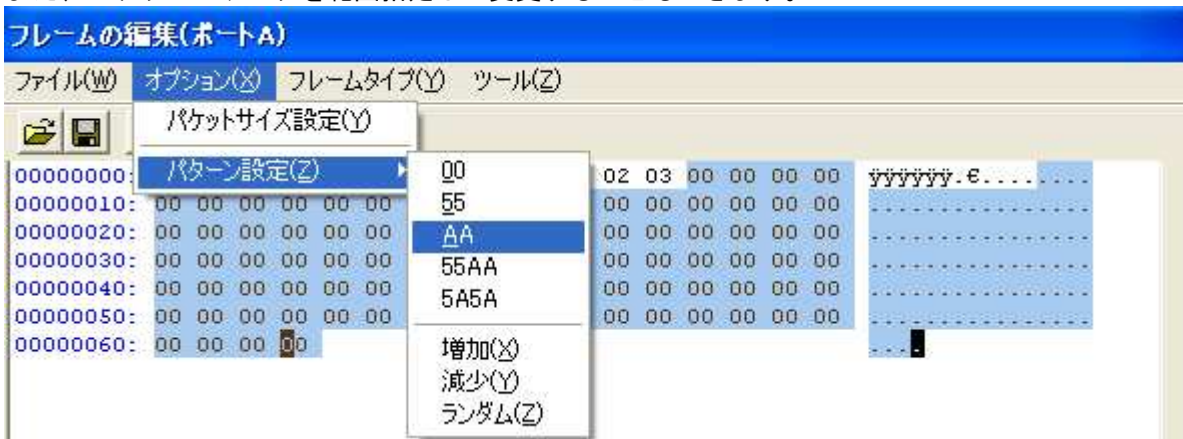 フレームの編集(ポートA)
ファイル(W) オプション(X) フレームタイプ(Y) ツール(Z)
パケットサイズ設定(Y)
パターン設定(Z)
00
55
AA
55AA
5A5A
増加(X)
減少(Y)
ランダム(Z)
00000000: 02 03 00 00 00 00 ÿÿÿÿÿÿ.€.........
00000010: 00 00 00 00 00 00 00 00 00 00 00 00 ................
00000020: 00 00 00 00 00 00 00 00 00 00 00 00 ................
00000030: 00 00 00 00 00 00 00 00 00 00 00 00 ................
00000040: 00 00 00 00 00 00 00 00 00 00 00 00 ................
00000050: 00 00 00 00 00 00 00 00 00 00 00 00 ................
00000060: 00 00 00 00 ....